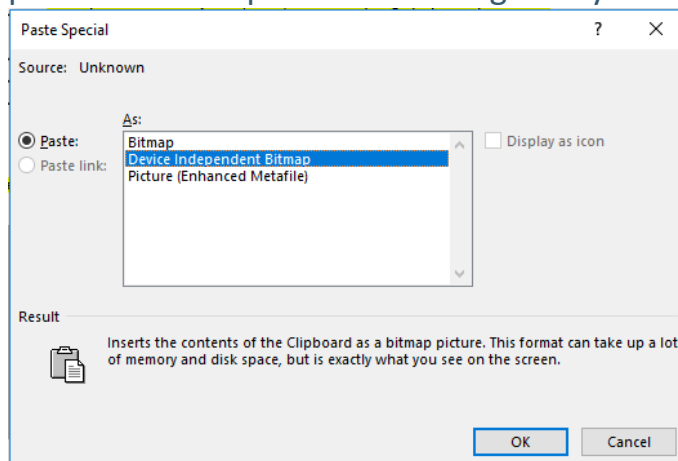 Paste Special ?
Source: Unknown
As:
Paste:
Paste link:
Bitmap
Device Independent Bitmap
Picture (Enhanced Metafile)
Display as icon
Result
Inserts the contents of the Clipboard as a bitmap picture. This format can take up a lot
of memory and disk space, but is exactly what you see on the screen.
OK Cancel